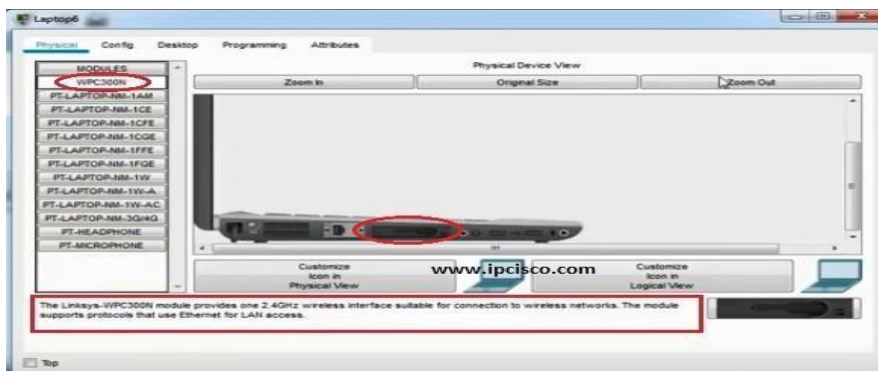 Laptop6
Physical Config Desktop Programming Attributes
MODULES
WPC300N
PT-LAPTOP-NM-1AM
PT-LAPTOP-NM-1CE
PT-LAPTOP-NM-1CFE
PT-LAPTOP-NM-1CGE
PT-LAPTOP-NM-1FFE
PT-LAPTOP-NM-1FGE
PT-LAPTOP-NM-1W
PT-LAPTOP-NM-1W-A
PT-LAPTOP-NM-1W-AC
PT-LAPTOP-NM-3G/4G
PT-HEADPHONE
PT-MICROPHONE
Physical Device View
Zoom In Original Size Zoom Out
Customize
Icon in
Physical View
www.ipcisco.com
Customize
Icon in
Logical View
The Linksys-WPC300N module provides one 2.4GHz wireless interface suitable for connection to wireless networks. The module
supports protocols that use Ethernet for LAN access.
Top